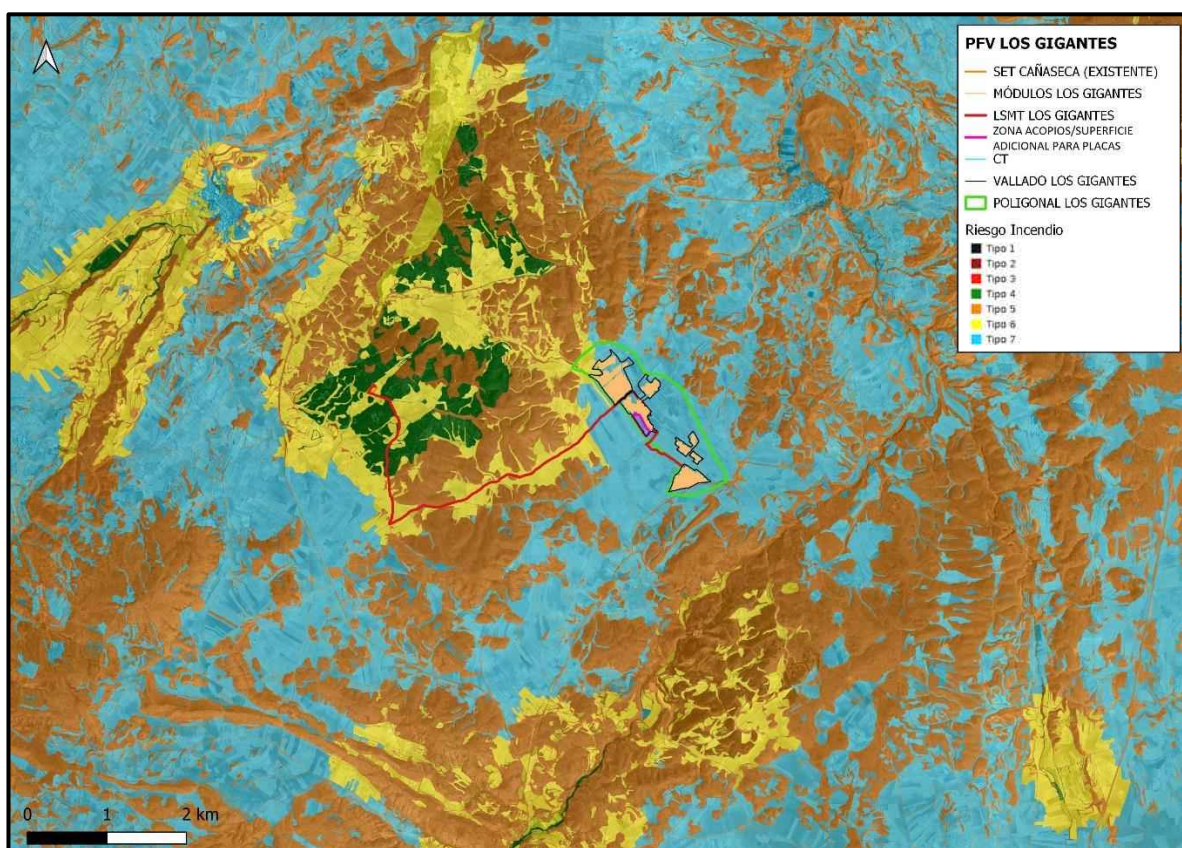 PFV LOS GIGANTES
SET CAÑASECA (EXISTENTE)
MÓDULOS LOS GIGANTES
LSMT LOS GIGANTES
ZONA ACOPIOS/SUPERFICIE
ADICIONAL PARA PLACAS
CT
VALLADO LOS GIGANTES
POLIGONAL LOS GIGANTES
Riesgo Incendio
Tipo 1
Tipo 2
Tipo 3
Tipo 4
Tipo 5
Tipo 6
Tipo 7
0 1 2 km